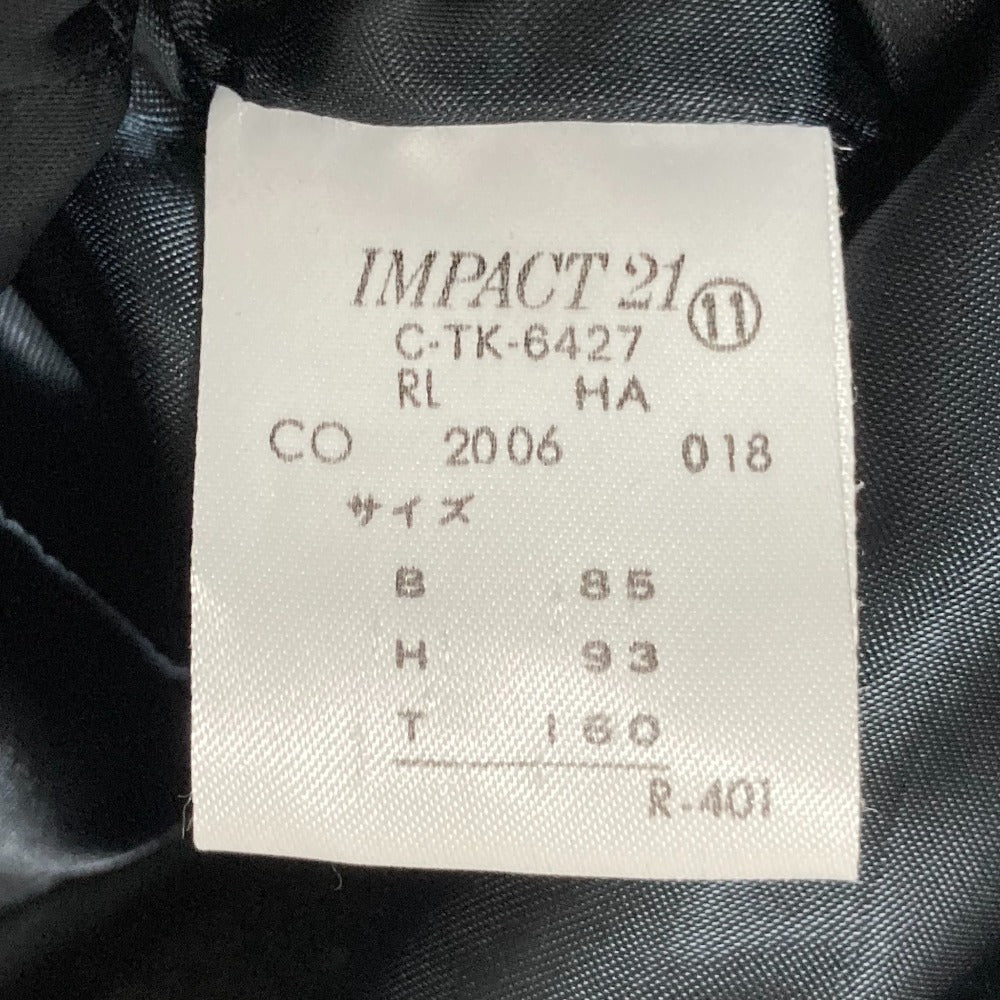 IMPACT 21 ⑪
C-TK-6427
RL HA
CO 2006 018
サイズ
B 85
H 93
T 160
R-401